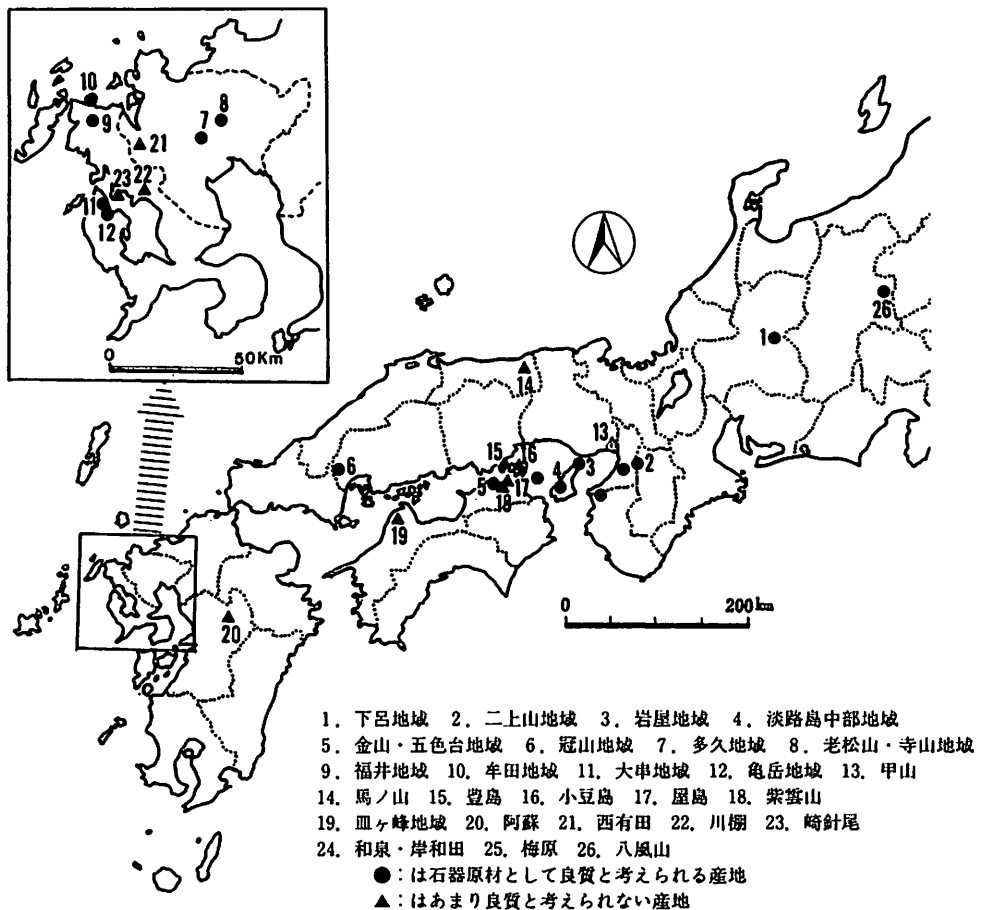 10
8
7
9
21
23 22
11
12
0 50Km
26
1
14
13
15 16
6
3 2
4
5
17
18
19
20
0 200km
1. 下呂地域 2. 二上山地域 3. 岩屋地域 4. 淡路島中部地域
5. 金山・五色台地域 6. 冠山地域 7. 多久地域 8. 老松山・寺山地域
9. 福井地域 10. 牟田地域 11. 大串地域 12. 亀岳地域 13. 甲山
14. 馬ノ山 15. 豊島 16. 小豆島 17. 屋島 18. 紫雲山
19. 皿ヶ峰地域 20. 阿蘇 21. 西有田 22. 川棚 23. 崎針尾
24. 和泉・岸和田 25. 梅原 26. 八風山
●:は石器原材として良質と考えられる産地
▲:はあまり良質と考えられない産地